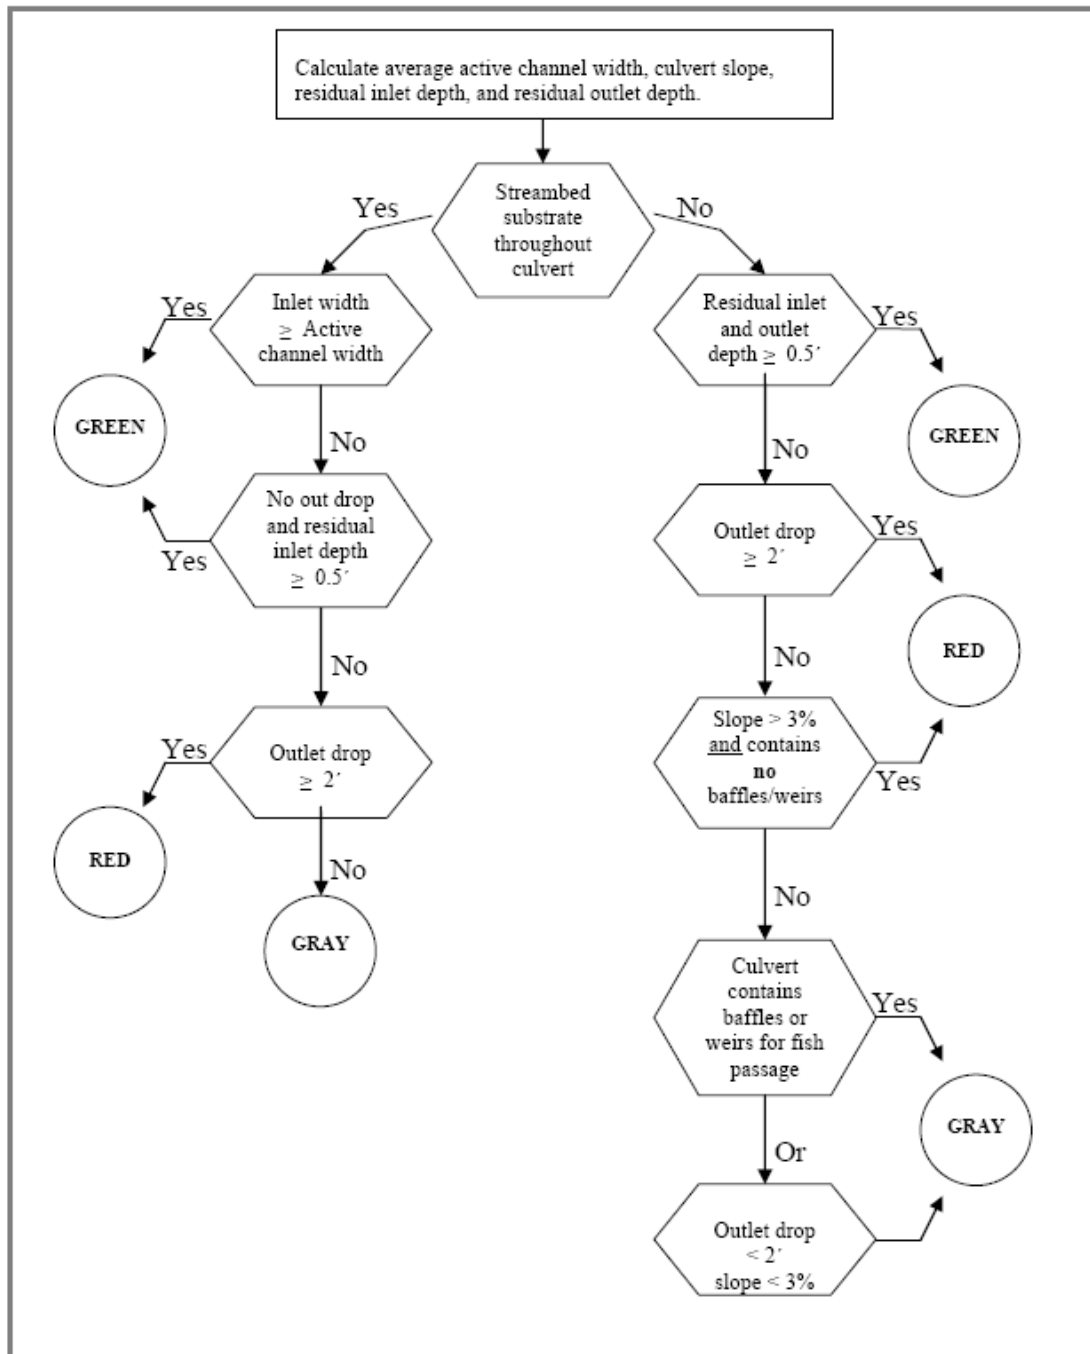 Calculate average active channel width, culvert slope,
residual inlet depth, and residual outlet depth.
Streambed
substrate
throughout
culvert
Yes
No
Inlet width
≥ Active
channel width
Yes
No
GREEN
No out drop
and residual
inlet depth
≥ 0.5´
Yes
No
Outlet drop
≥ 2´
Yes
No
RED
GRAY
Residual inlet
and outlet
depth ≥ 0.5´
Yes
No
GREEN
Outlet drop
≥ 2´
Yes
No
RED
Slope > 3%
and contains
no
baffles/weirs
Yes
No
Culvert
contains
baffles or
weirs for fish
passage
Yes
Or
GRAY
Outlet drop
< 2´
slope < 3%